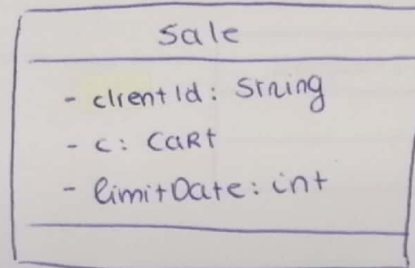 Sale
- clientId: String
- c: Cart
- limitDate: int